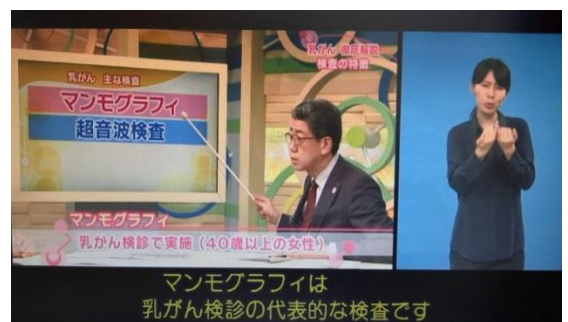 乳がん 徹底解説
検査の特徴
乳がん 主な検査
マンモグラフィ
超音波検査
マンモグラフィ
乳がん検診で実施(40歳以上の女性)
マンモグラフィは
乳がん検診の代表的な検査です